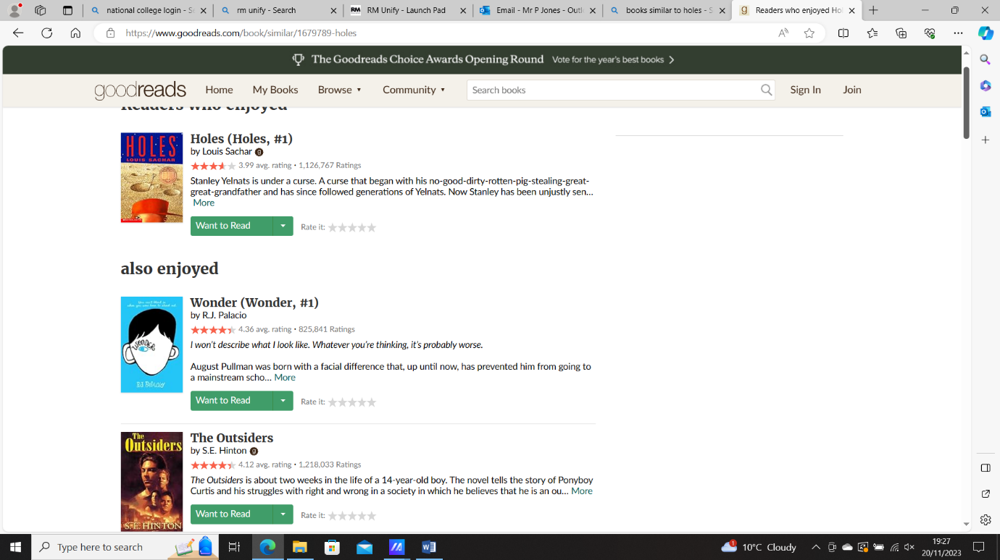 national college login - S
rm unify - Search
RM Unify - Launch Pad
Email - Mr P Jones - Outl
books similar to holes - S
Readers who enjoyed Hol
https://www.goodreads.com/book/similar/1679789-holes
The Goodreads Choice Awards Opening Round Vote for the year's best books
goodreads Home My Books Browse Community Search books Sign In Join
Readers who enjoyed
HOLES
LOUIS SACHAR
Holes (Holes, #1)
by Louis Sachar
3.99 avg. rating • 1,126,767 Ratings
Stanley Yelnats is under a curse. A curse that began with his no-good-dirty-rotten-pig-stealing-great-
great-grandfather and has since followed generations of Yelnats. Now Stanley has been unjustly sen...
More
Want to Read Rate it:
also enjoyed
wonder
RJ Palacio
Wonder (Wonder, #1)
by R.J. Palacio
4.36 avg. rating • 825,841 Ratings
I won't describe what I look like. Whatever you're thinking, it's probably worse.
August Pullman was born with a facial difference that, up until now, has prevented him from going to
a mainstream scho... More
Want to Read Rate it:
The
Outsiders
S.E. HINTON
The Outsiders
by S.E. Hinton
4.12 avg. rating • 1,218,033 Ratings
The Outsiders is about two weeks in the life of a 14-year-old boy. The novel tells the story of Ponyboy
Curtis and his struggles with right and wrong in a society in which he believes that he is an ou... More
Want to Read Rate it:
Type here to search
10°C Cloudy
19:27
20/11/2023